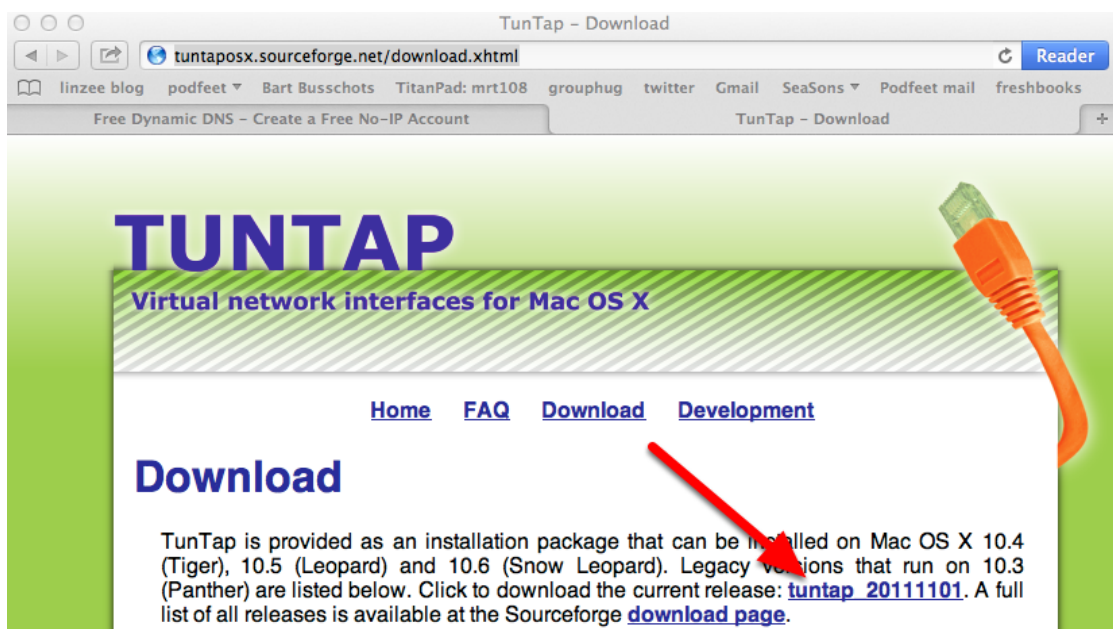 TunTap – Download
tuntaposx.sourceforge.net/download.xhtml
Reader
linzee blog podfeet Bart Busschots TitanPad: mrt108 grouphug twitter Gmail SeaSons Podfeet mail freshbooks
Free Dynamic DNS – Create a Free No-IP Account TunTap – Download +
TUNTAP
Virtual network interfaces for Mac OS X
Home FAQ Download Development
Download
TunTap is provided as an installation package that can be installed on Mac OS X 10.4
(Tiger), 10.5 (Leopard) and 10.6 (Snow Leopard). Legacy versions that run on 10.3
(Panther) are listed below. Click to download the current release: tuntap_20111101. A full
list of all releases is available at the Sourceforge download page.